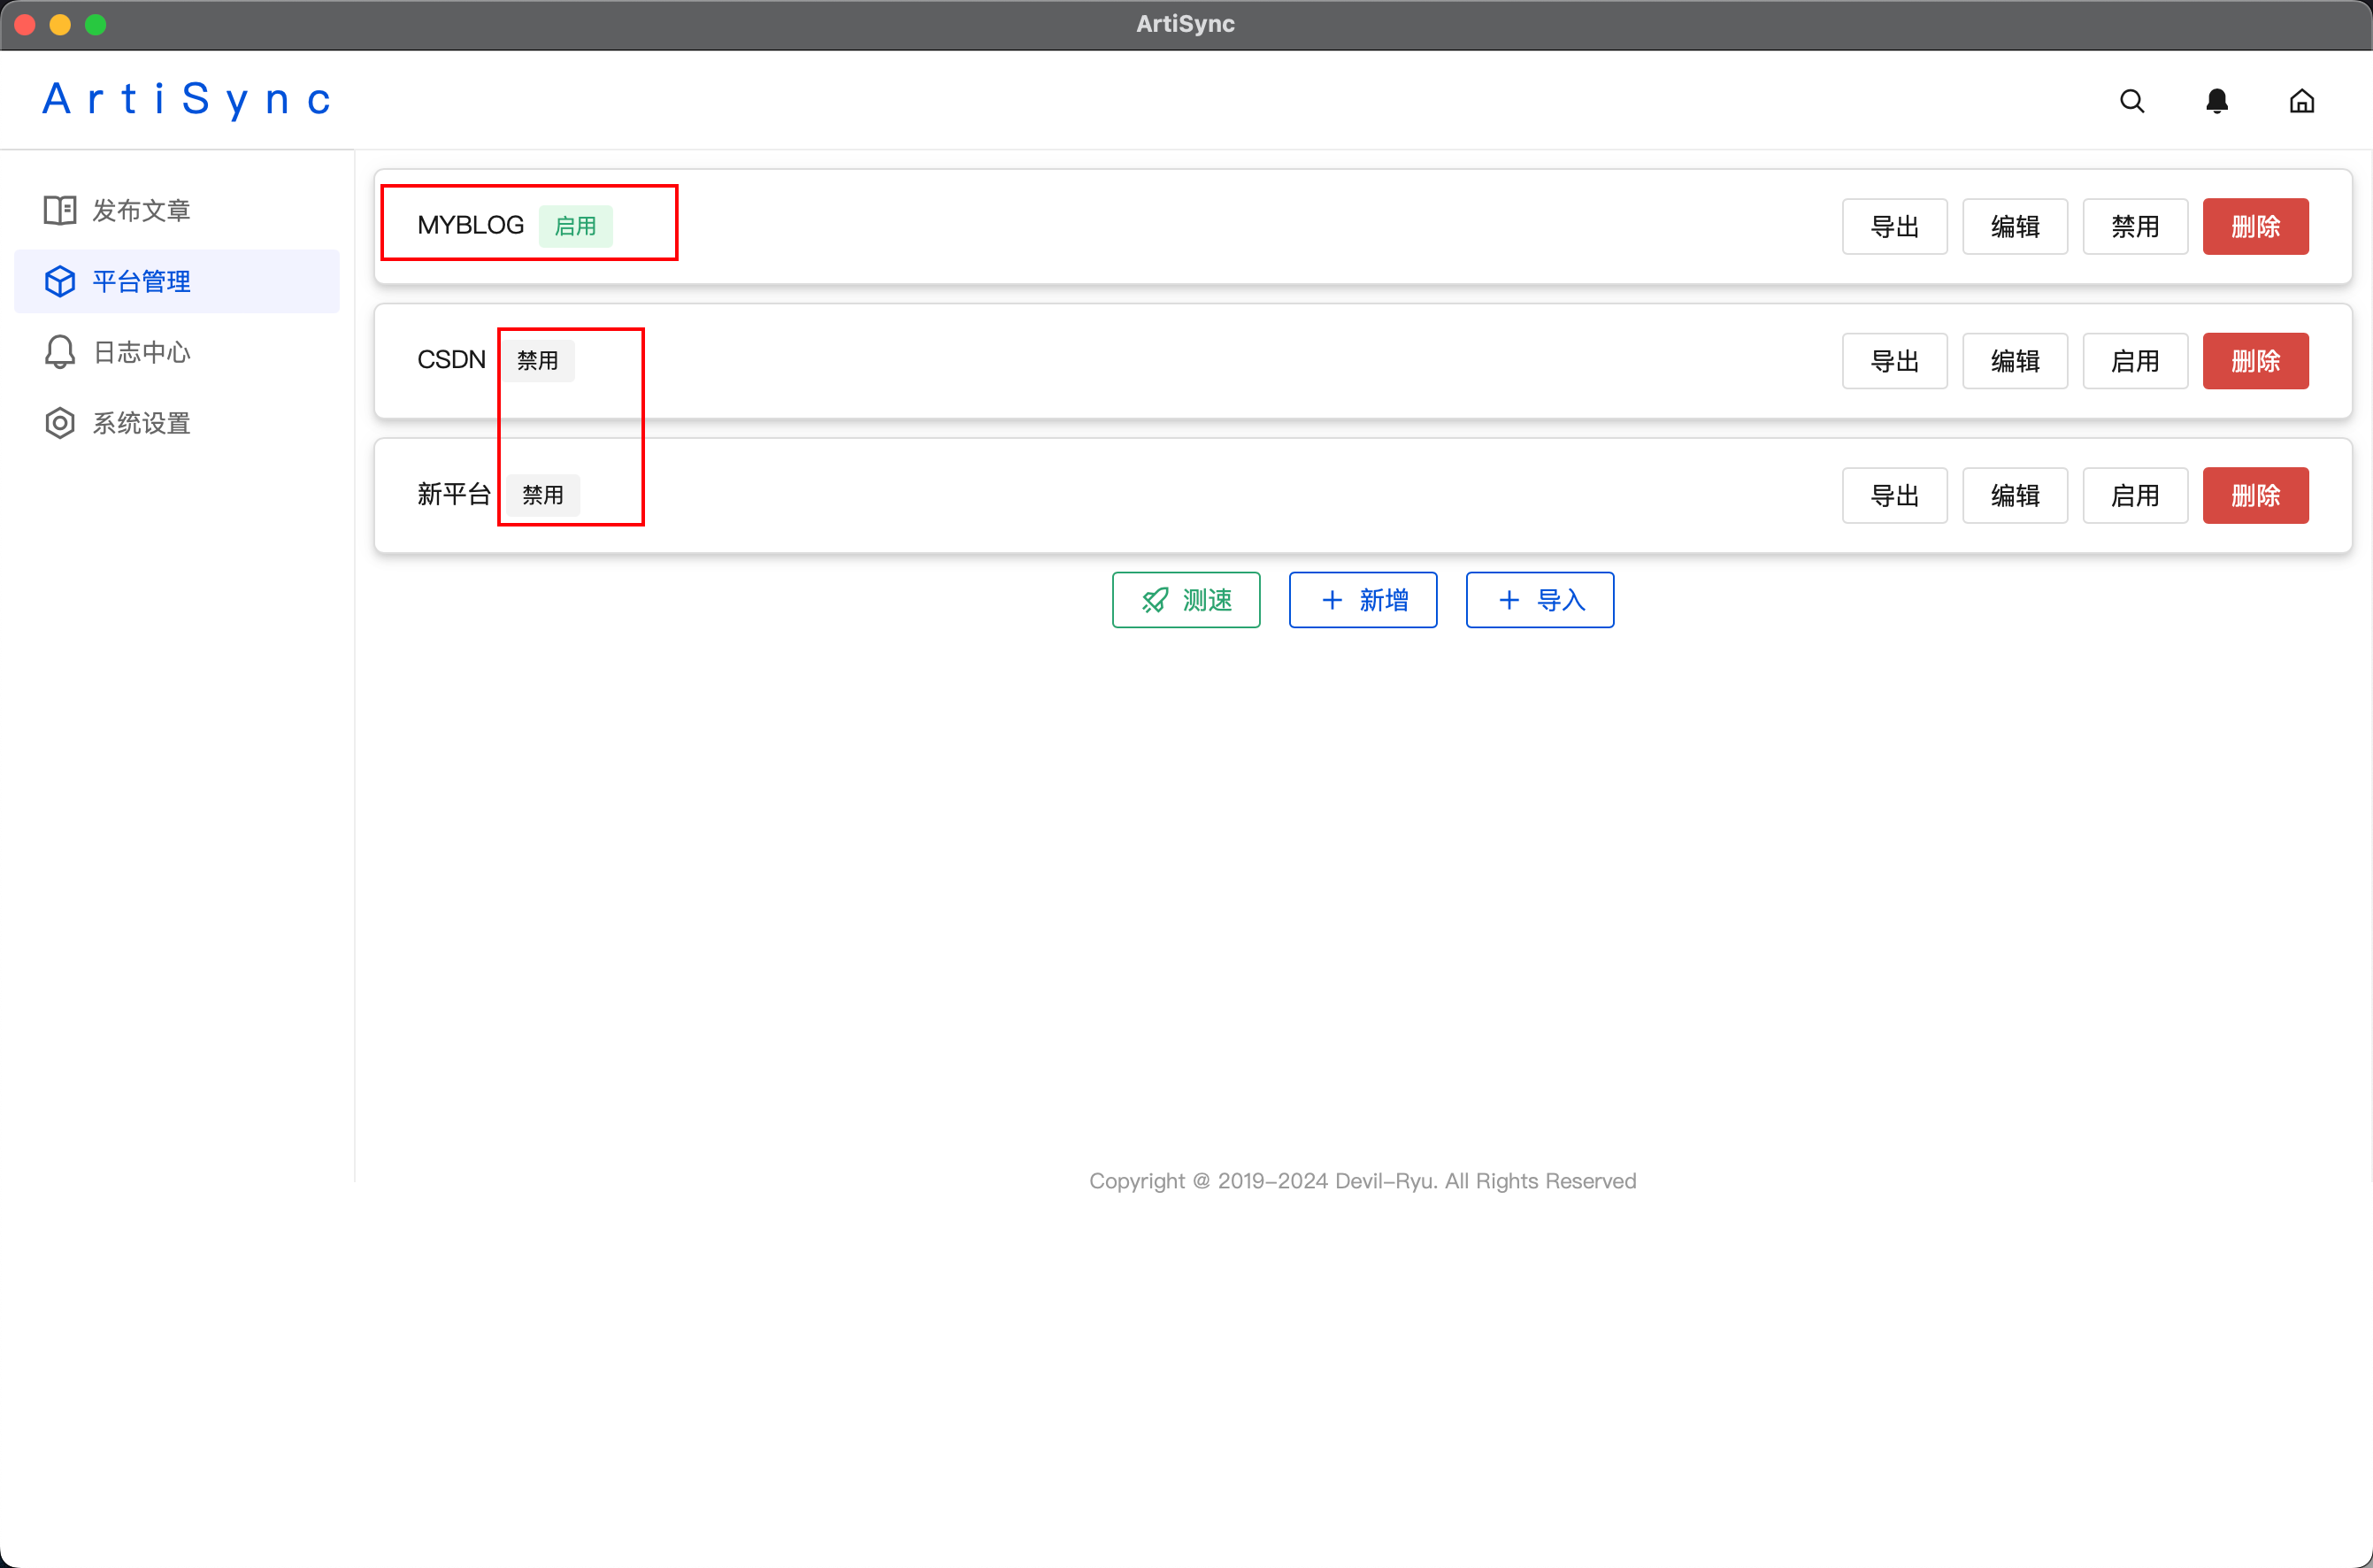 ArtiSync
ArtiSync
发布文章
平台管理
日志中心
系统设置
MYBLOG 启用 导出 编辑 禁用 删除
CSDN 禁用 导出 编辑 启用 删除
新平台 禁用 导出 编辑 启用 删除
测速 + 新增 + 导入
Copyright @ 2019-2024 Devil-Ryu. All Rights Reserved